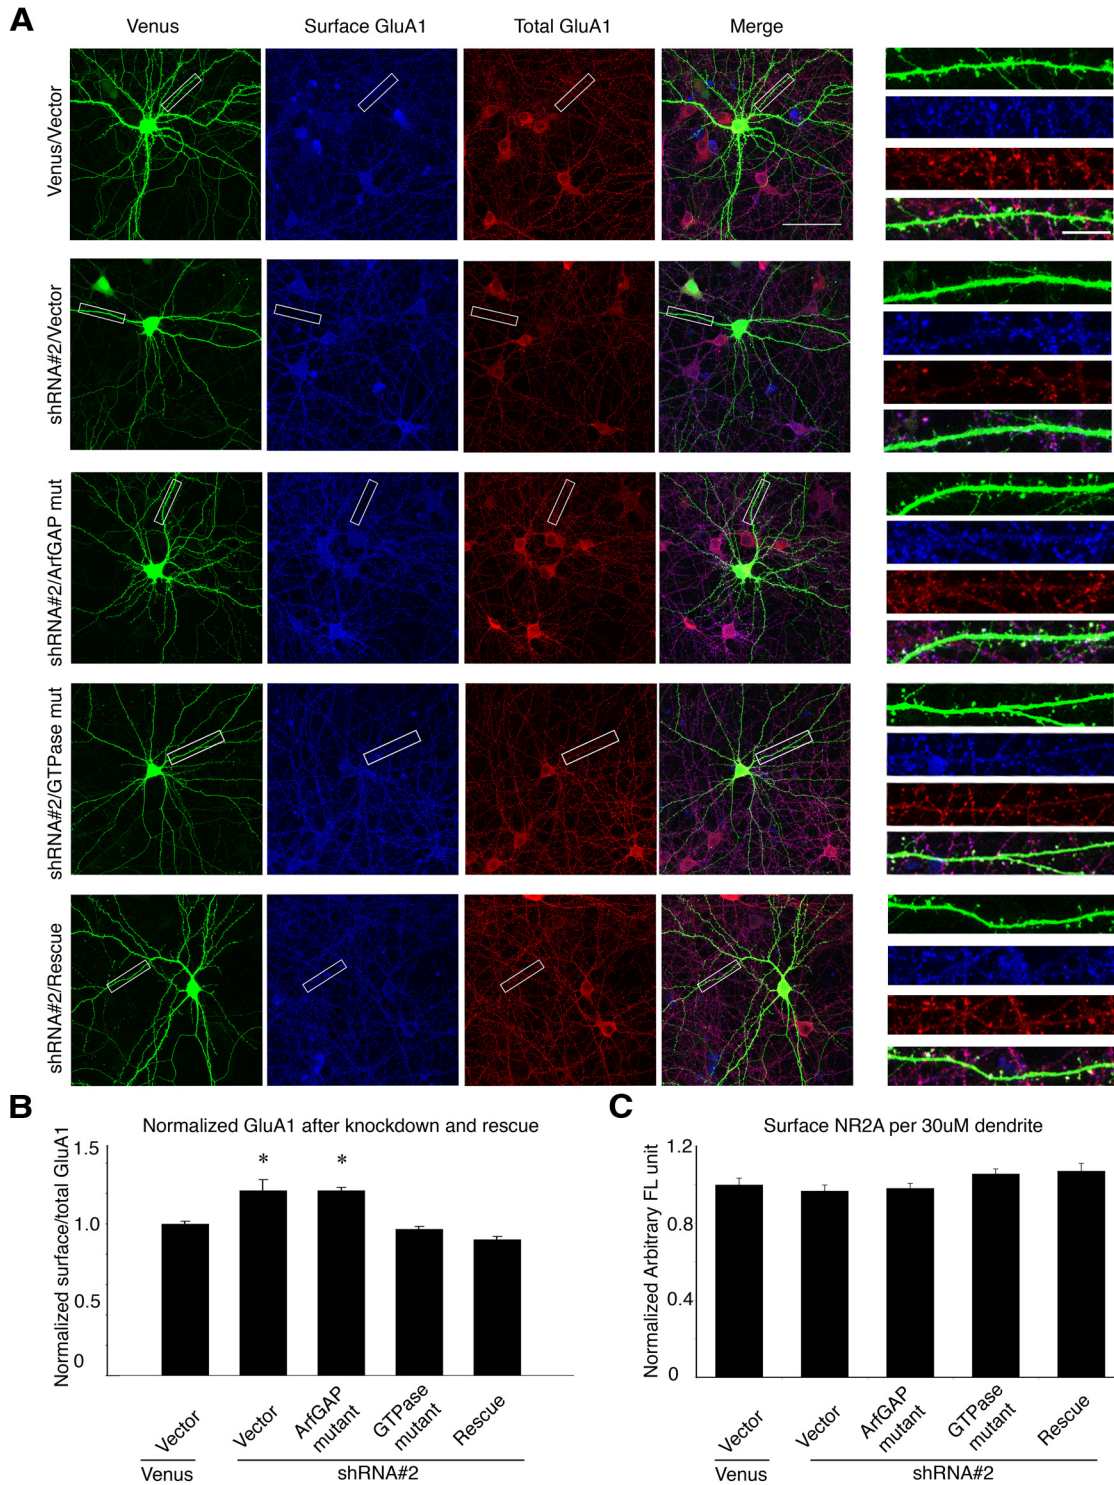 A
Venus
Surface GluA1
Total GluA1
Merge
Venus/Vector
shRNA#2/Vector
shRNA#2/ArfGAP mut
shRNA#2/GTPase mut
shRNA#2/Rescue
B
Normalized GluA1 after knockdown and rescue
Normalized surface/total GluA1
1.5
1.0
0.5
0
*
*
Vector
Vector
ArfGAP
mutant
GTPase
mutant
Rescue
Venus
shRNA#2
C
Surface NR2A per 30uM dendrite
Normalized Arbitrary FL unit
1.2
0.8
0.4
0
Vector
Vector
ArfGAP
mutant
GTPase
mutant
Rescue
Venus
shRNA#2